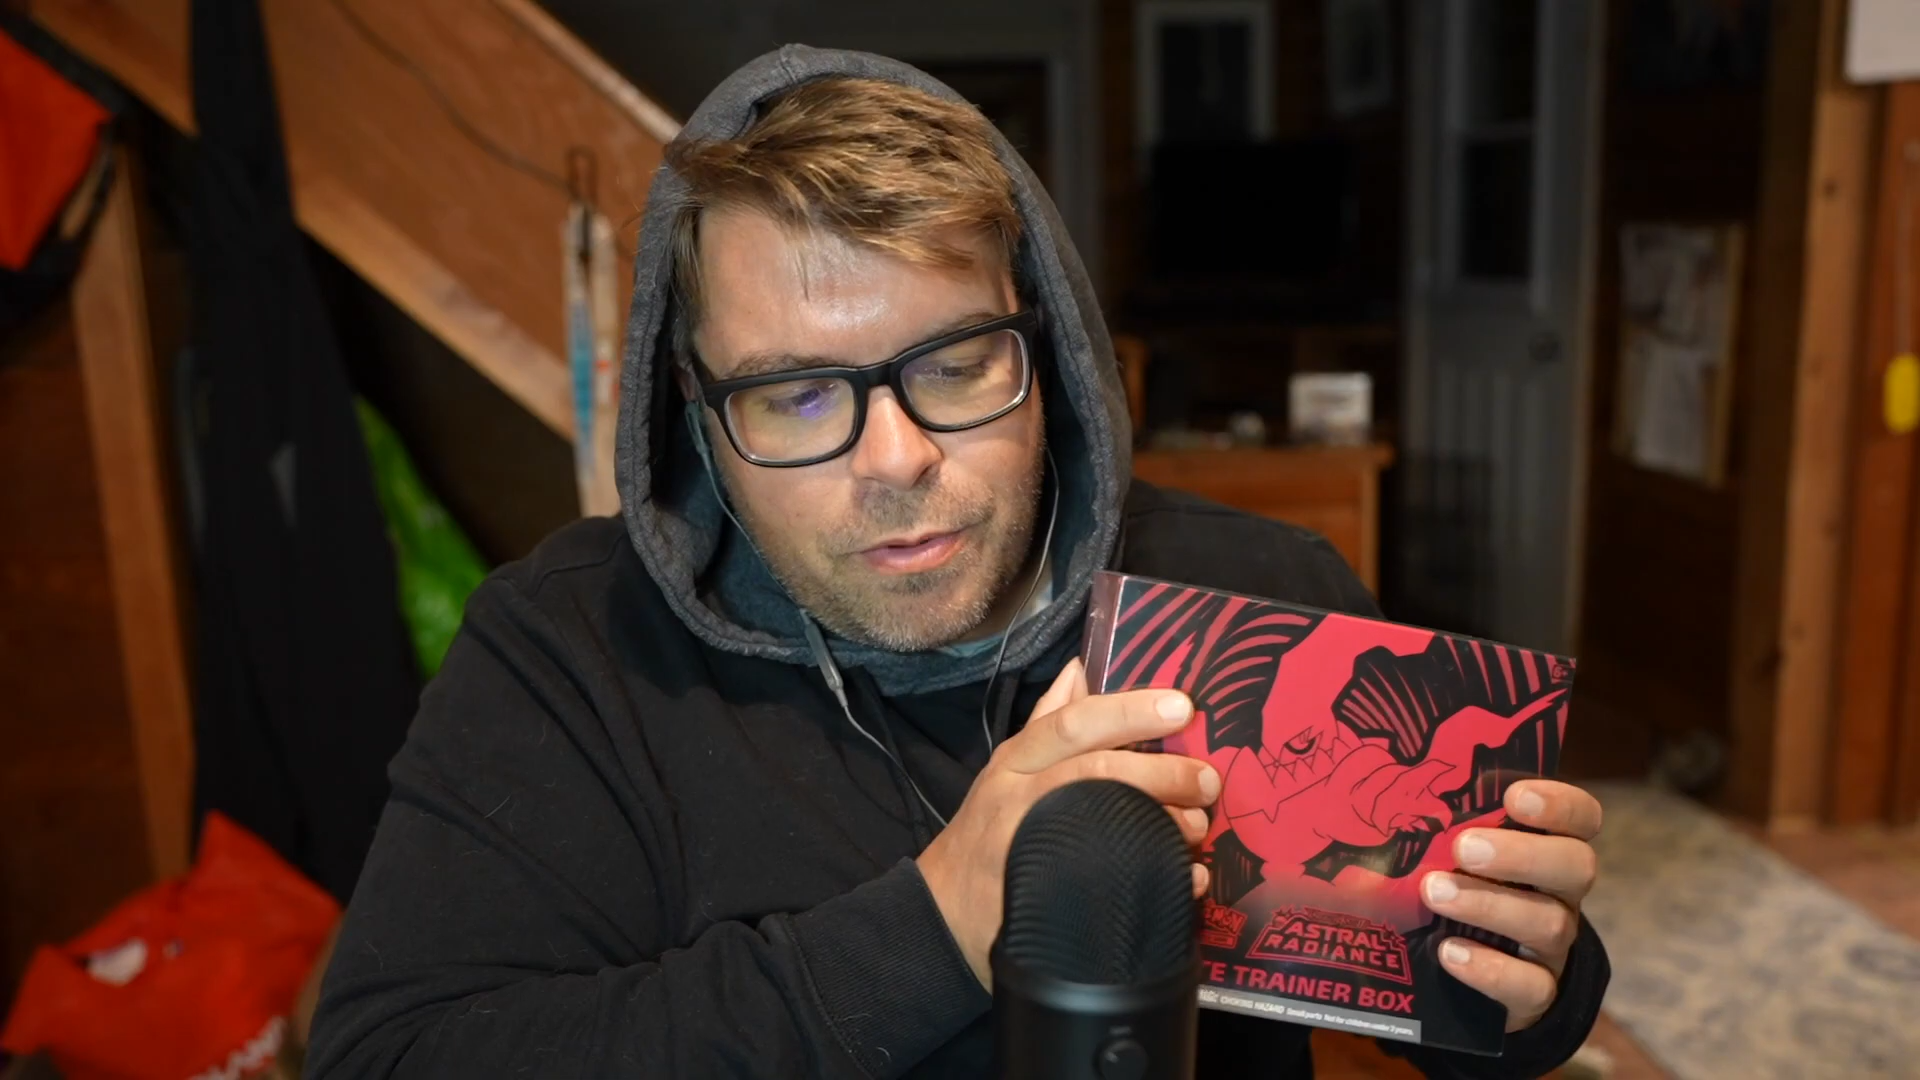 ASTRAL
RADIANCE
TE TRAINER BOX
CHOKING HAZARD Small parts Not for children under 3 years.